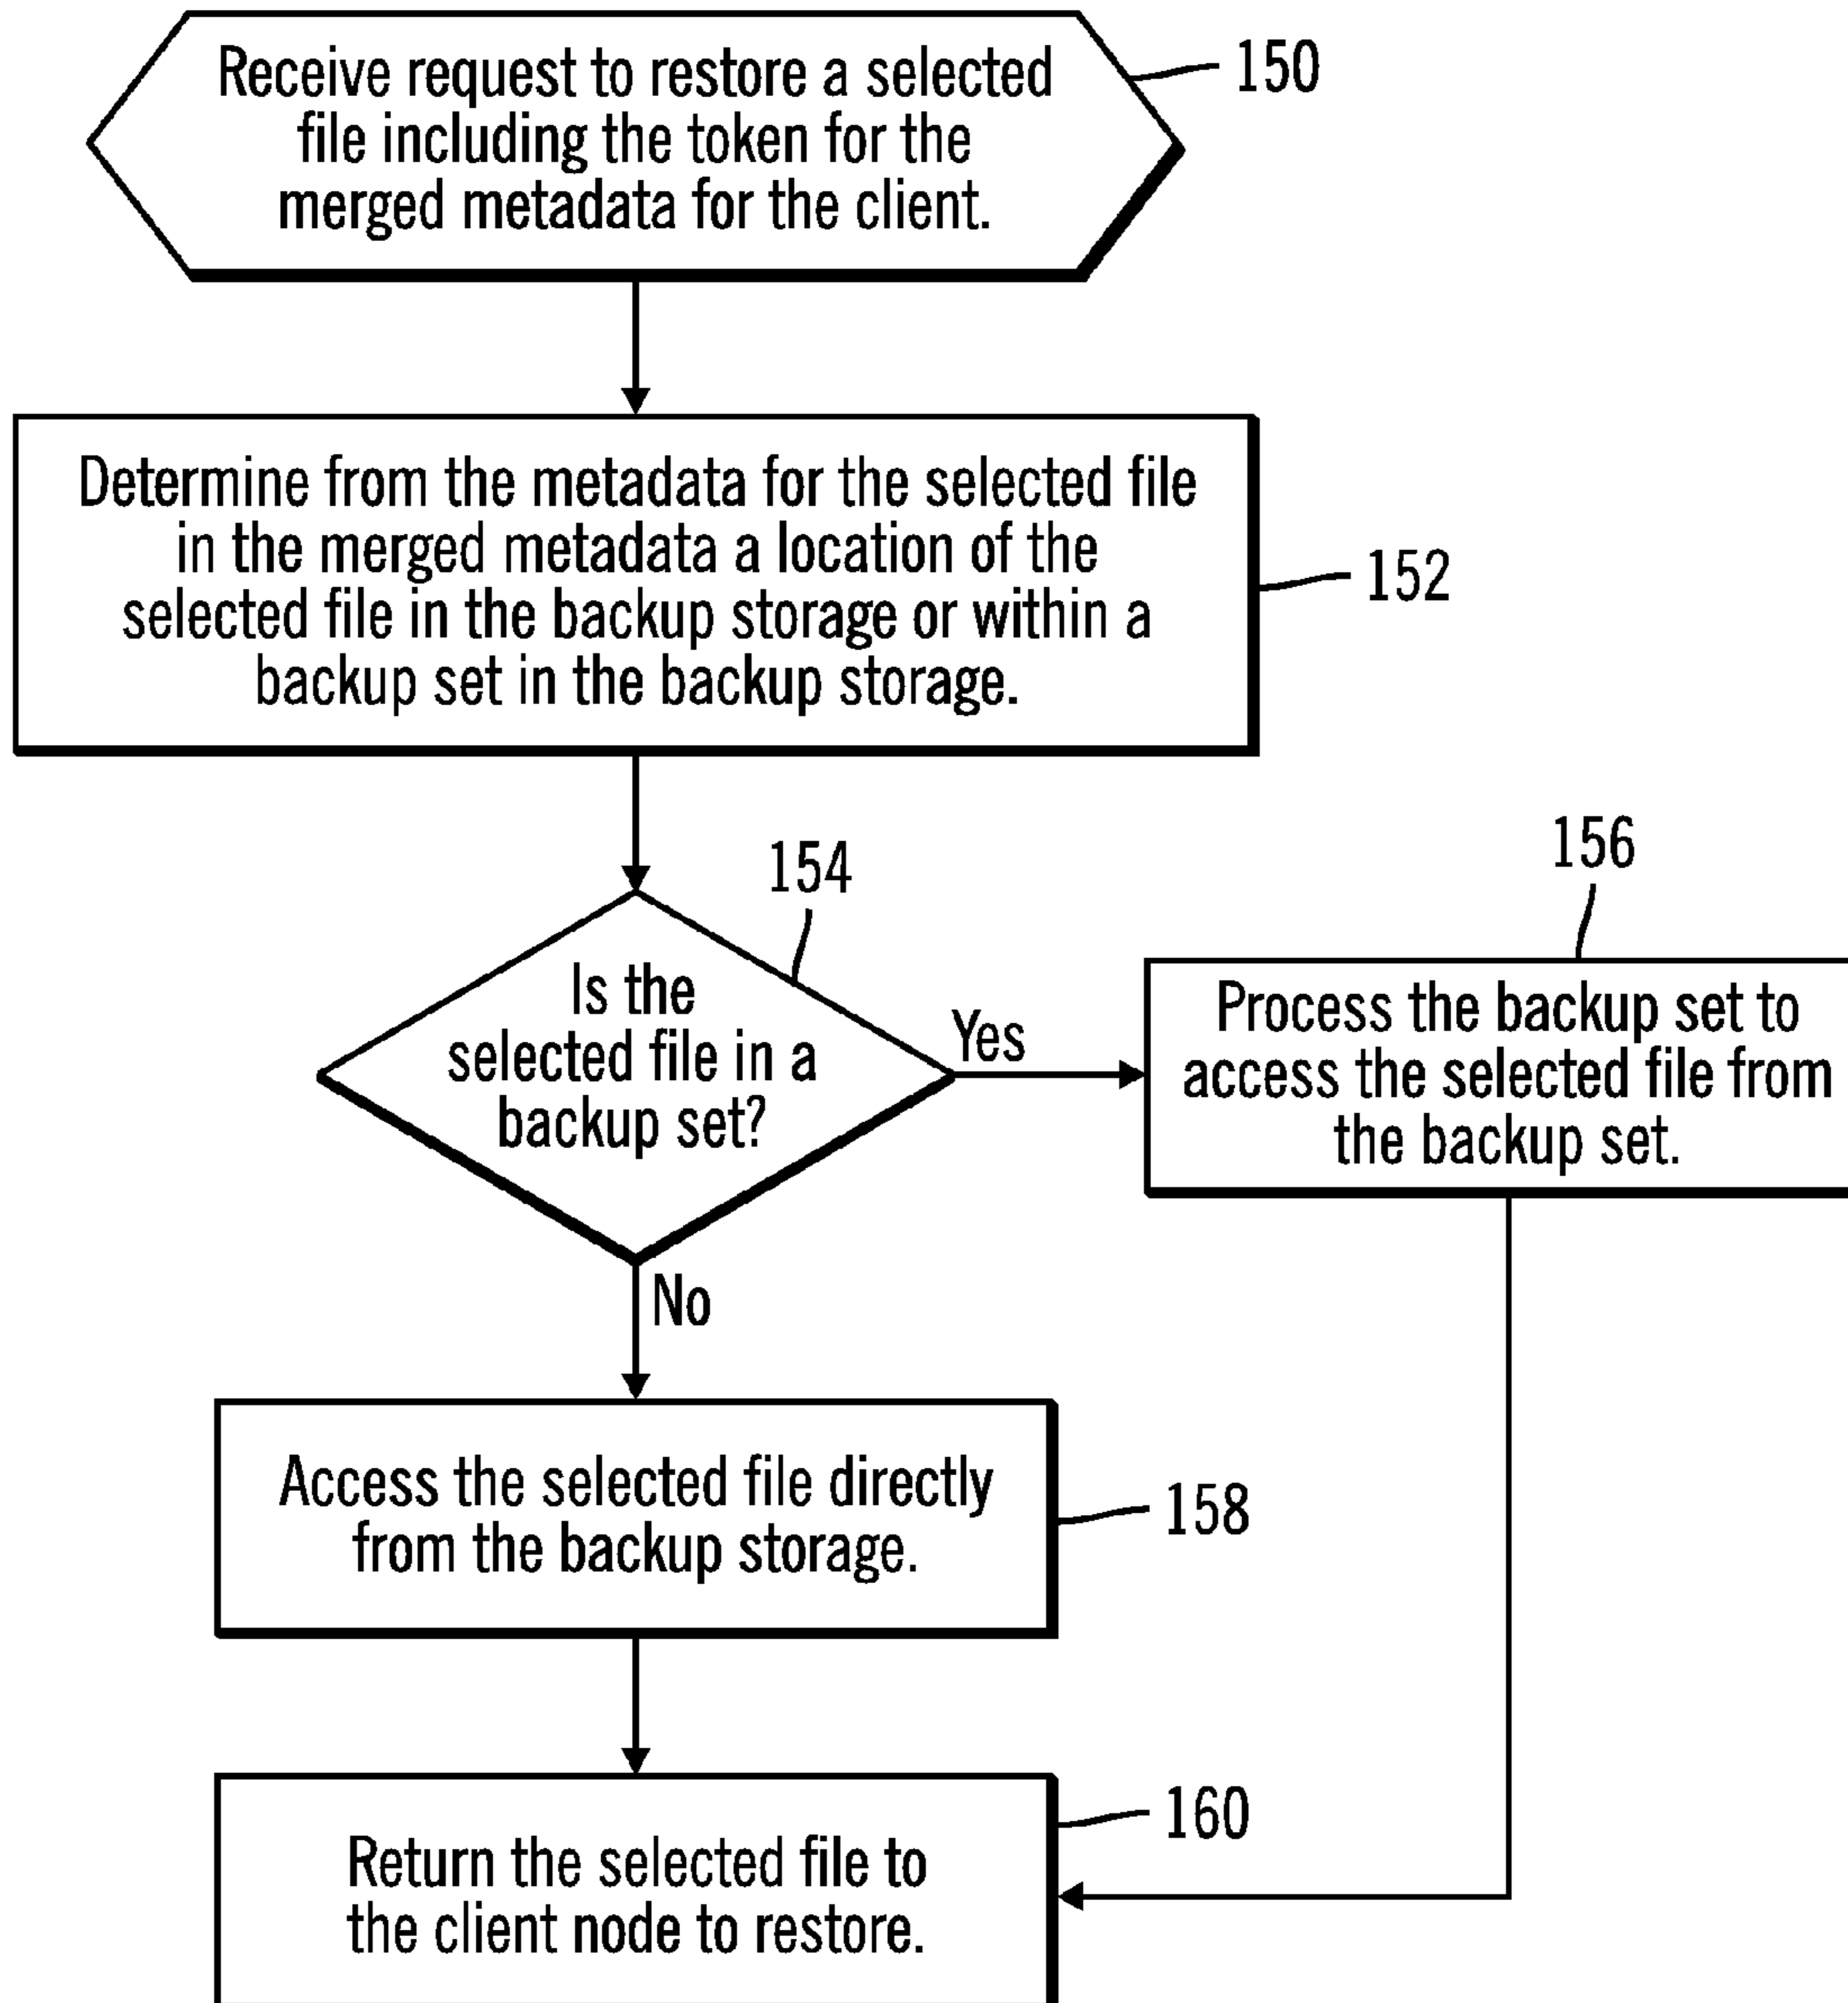 Receive request to restore a selected
file including the token for the
merged metadata for the client.
150
Determine from the metadata for the selected file
in the merged metadata a location of the
selected file in the backup storage or within a
backup set in the backup storage.
152
154
Is the
selected file in a
backup set?
Yes
156
Process the backup set to
access the selected file from
the backup set.
No
Access the selected file directly
from the backup storage.
158
Return the selected file to
the client node to restore.
160